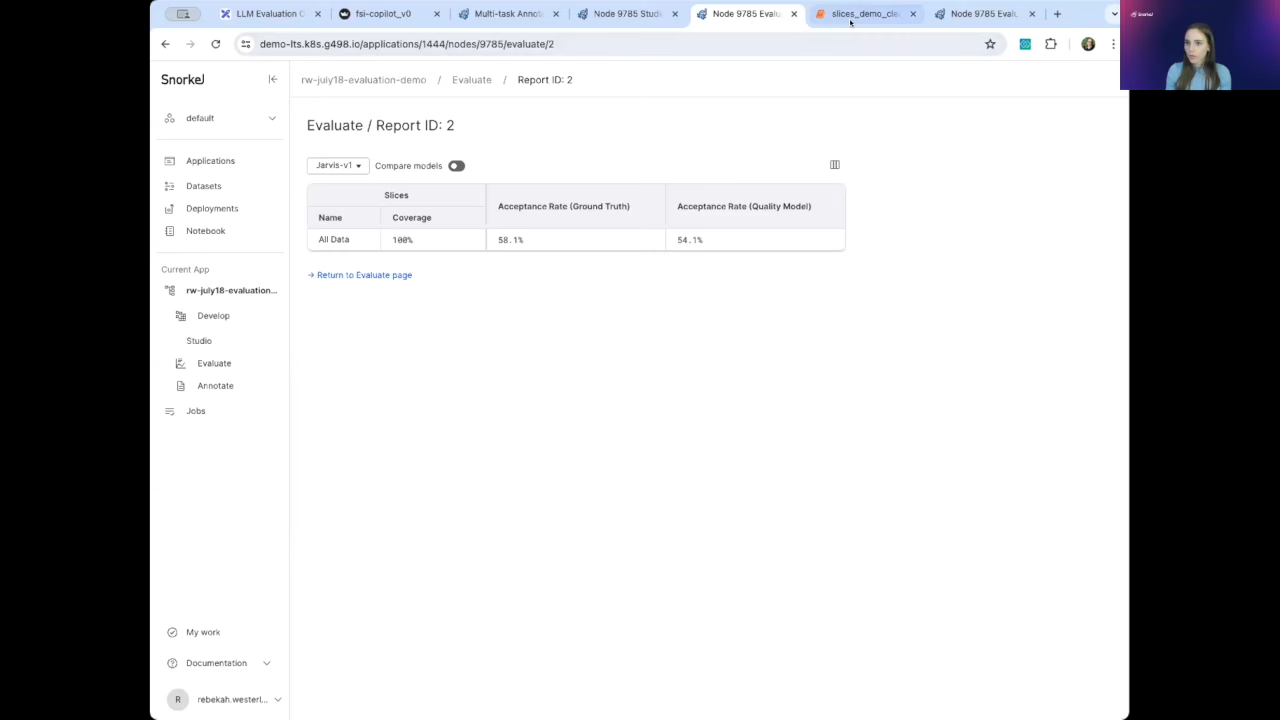 LLM Evaluation C
fsi-copilot_v0
Multi-task Annot
Node 9785 Studi
Node 9785 Evalu
slices_demo_clea
Node 9785 Evalu
demo-lts.k8s.g498.io/applications/1444/nodes/9785/evaluate/2
Snorkel
Snorkel
rw-july18-evaluation-demo / Evaluate / Report ID: 2
default
Evaluate / Report ID: 2
Applications
Datasets
Deployments
Notebook
Jarvis-v1 Compare models
Slices
Acceptance Rate (Ground Truth) Acceptance Rate (Quality Model)
Name Coverage
All Data 100% 58.1% 54.1%
→ Return to Evaluate page
Current App
rw-july18-evaluation...
Develop
Studio
Evaluate
Annotate
Jobs
My work
Documentation
R rebekah.westerl...